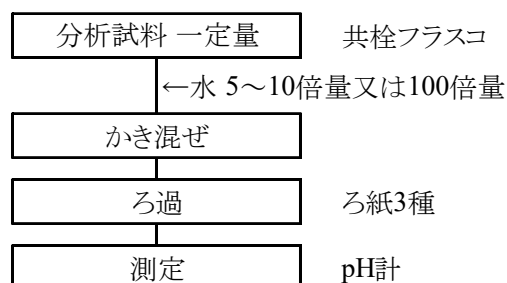 分析試料 一定量 共栓フラスコ
←水 5～10倍量又は100倍量
かき混ぜ
ろ過 ろ紙3種
測定 pH計